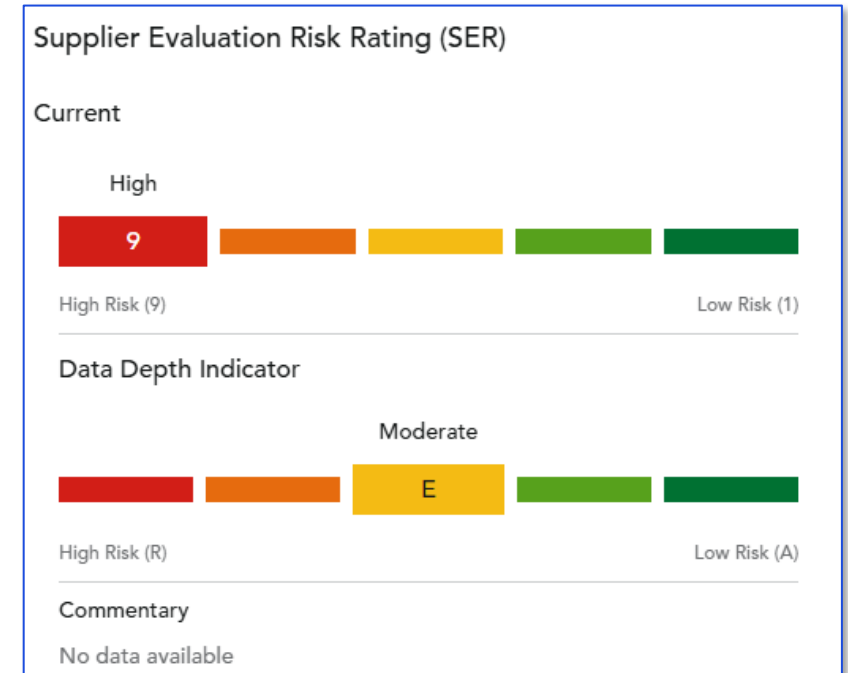 Supplier Evaluation Risk Rating (SER)
Current
High
9
High Risk (9) Low Risk (1)
Data Depth Indicator
Moderate
E
High Risk (R) Low Risk (A)
Commentary
No data available